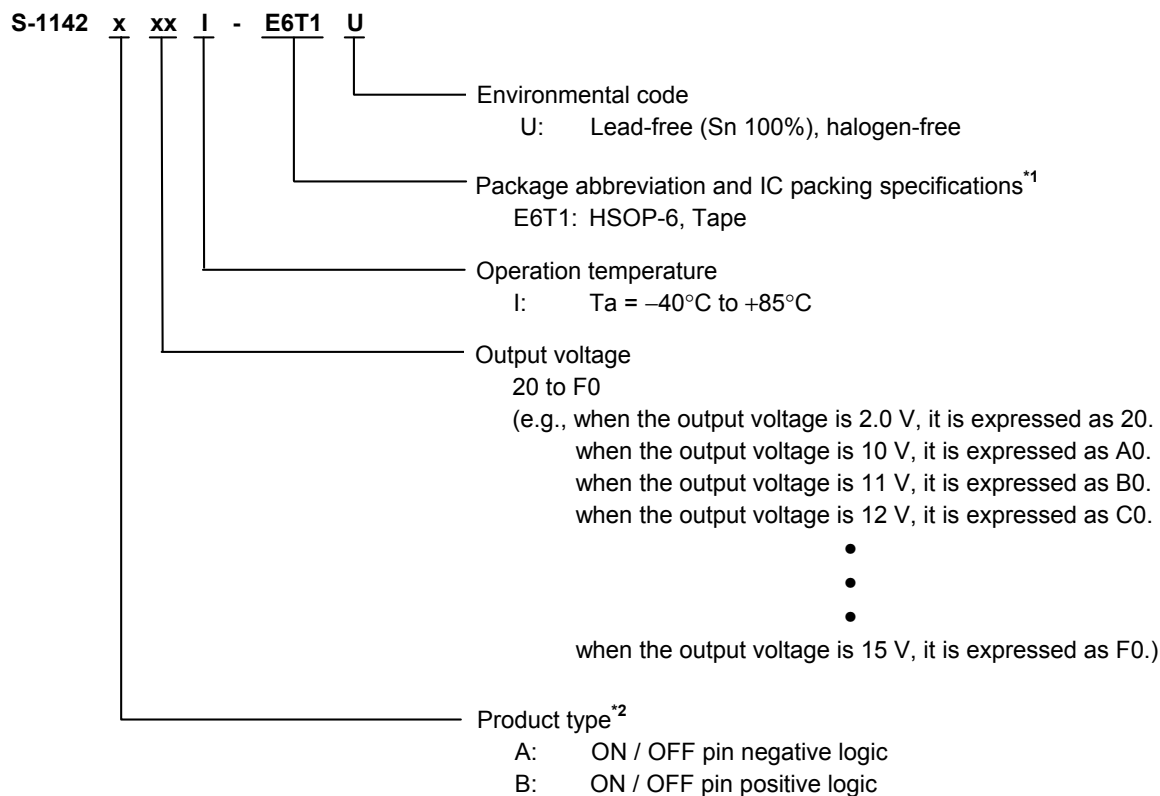 S-1142 x xx I - E6T1 U
Environmental code
U: Lead-free (Sn 100%), halogen-free
Package abbreviation and IC packing specifications*1
E6T1: HSOP-6, Tape
Operation temperature
I: Ta = −40°C to +85°C
Output voltage
20 to F0
(e.g., when the output voltage is 2.0 V, it is expressed as 20.
when the output voltage is 10 V, it is expressed as A0.
when the output voltage is 11 V, it is expressed as B0.
when the output voltage is 12 V, it is expressed as C0.
•
•
•
when the output voltage is 15 V, it is expressed as F0.)
Product type*2
A: ON / OFF pin negative logic
B: ON / OFF pin positive logic